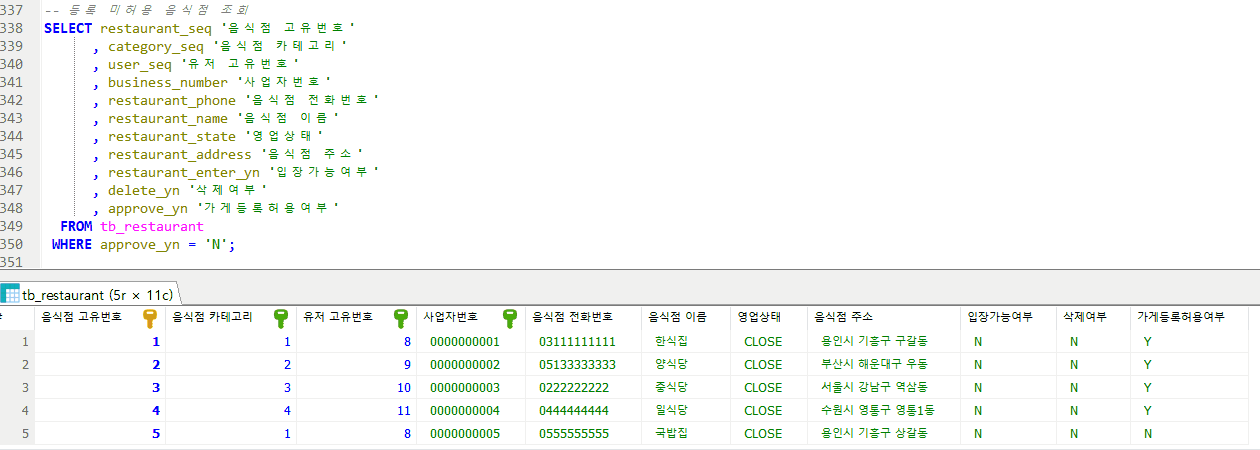 337 -- 등록 미허용 음식점 조회
338 SELECT restaurant_seq '음식점 고유번호'
339 , category_seq '음식점 카테고리'
340 , user_seq '유저 고유번호'
341 , business_number '사업자번호'
342 , restaurant_phone '음식점 전화번호'
343 , restaurant_name '음식점 이름'
344 , restaurant_state '영업상태'
345 , restaurant_address '음식점 주소'
346 , restaurant_enter_yn '입장가능여부'
347 , delete_yn '삭제여부'
348 , approve_yn '가게등록허용여부'
349 FROM tb_restaurant
350 WHERE approve_yn = 'N';
351
tb_restaurant (5r × 11c)
음식점 고유번호 음식점 카테고리 유저 고유번호 사업자번호 음식점 전화번호 음식점 이름 영업상태 음식점 주소 입장가능여부 삭제여부 가게등록허용여부
1 1 1 8 0000000001 03111111111 한식집 CLOSE 용인시 기흥구 구갈동 N N Y
2 2 2 9 0000000002 05133333333 양식당 CLOSE 부산시 해운대구 우동 N N Y
3 3 3 10 0000000003 0222222222 중식당 CLOSE 서울시 강남구 역삼동 N N Y
4 4 4 11 0000000004 0444444444 일식당 CLOSE 수원시 영통구 영통1동 N N Y
5 5 1 8 0000000005 0555555555 국밥집 CLOSE 용인시 기흥구 상갈동 N N N